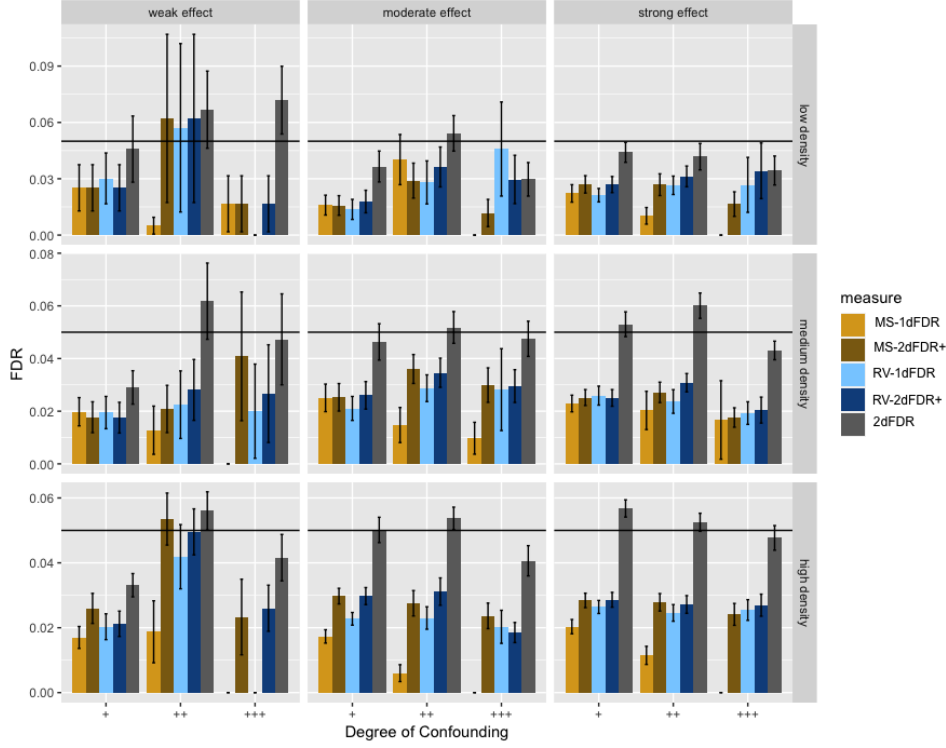 weak effect moderate effect strong effect
0.09
0.06
0.03
0.00
low density
0.08
0.06
0.04
0.02
0.00
medium density
0.06
0.04
0.02
0.00
high density
FDR
+ ++ +++ + ++ +++ + ++ +++
Degree of Confounding
measure
MS-1dFDR
MS-2dFDR+
RV-1dFDR
RV-2dFDR+
2dFDR